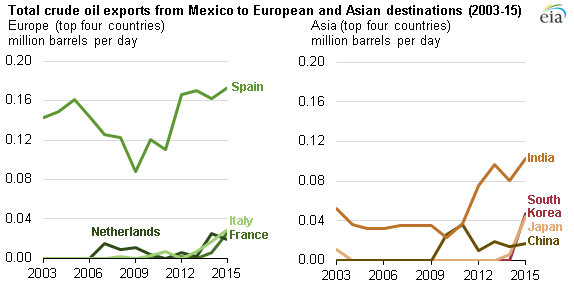 Total crude oil exports from Mexico to European and Asian destinations (2003-15)
eia
Europe (top four countries)
million barrels per day
0.20
0.16
0.12
0.08
0.04
0.00
2003
2006
2009
2012
2015
Spain
Netherlands
Italy
France
Asia (top four countries)
million barrels per day
0.20
0.16
0.12
0.08
0.04
0.00
2003
2006
2009
2012
2015
India
South
Korea
Japan
China